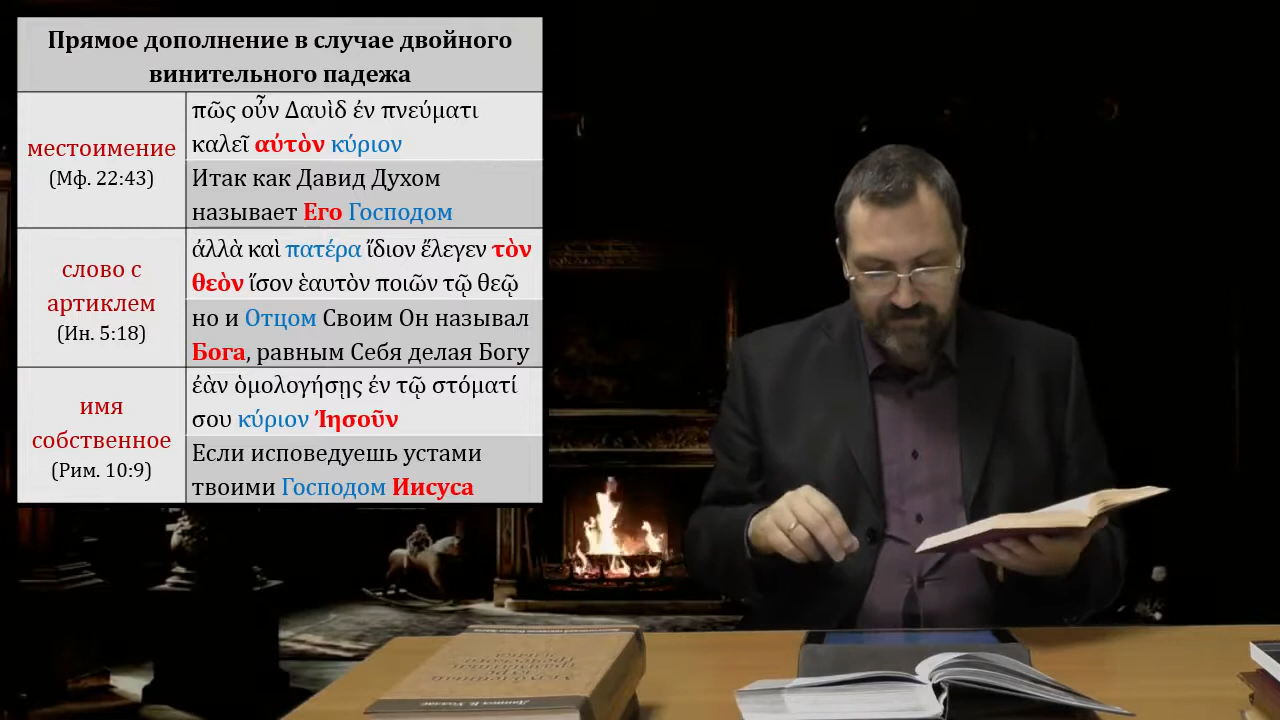 Прямое дополнение в случае двойного
винительного падежа
местоимение
(Мф. 22:43)
πῶς οὖν Δαυὶδ ἐν πνεύματι
καλεῖ αὐτὸν κύριον
Итак как Давид Духом
называет Его Господом
слово с
артиклем
(Ин. 5:18)
ἀλλὰ καὶ πατέρα ἴδιον ἔλεγεν τὸν
θεὸν ἴσον ἑαυτὸν ποιῶν τῷ θεῷ
но и Отцом Своим Он называл
Бога, равным Себя делая Богу
имя
собственное
(Рим. 10:9)
ἐὰν ὁμολογήσῃς ἐν τῷ στόματί
σου κύριον Ἰησοῦν
Если исповедуешь устами
твоими Господом Иисуса